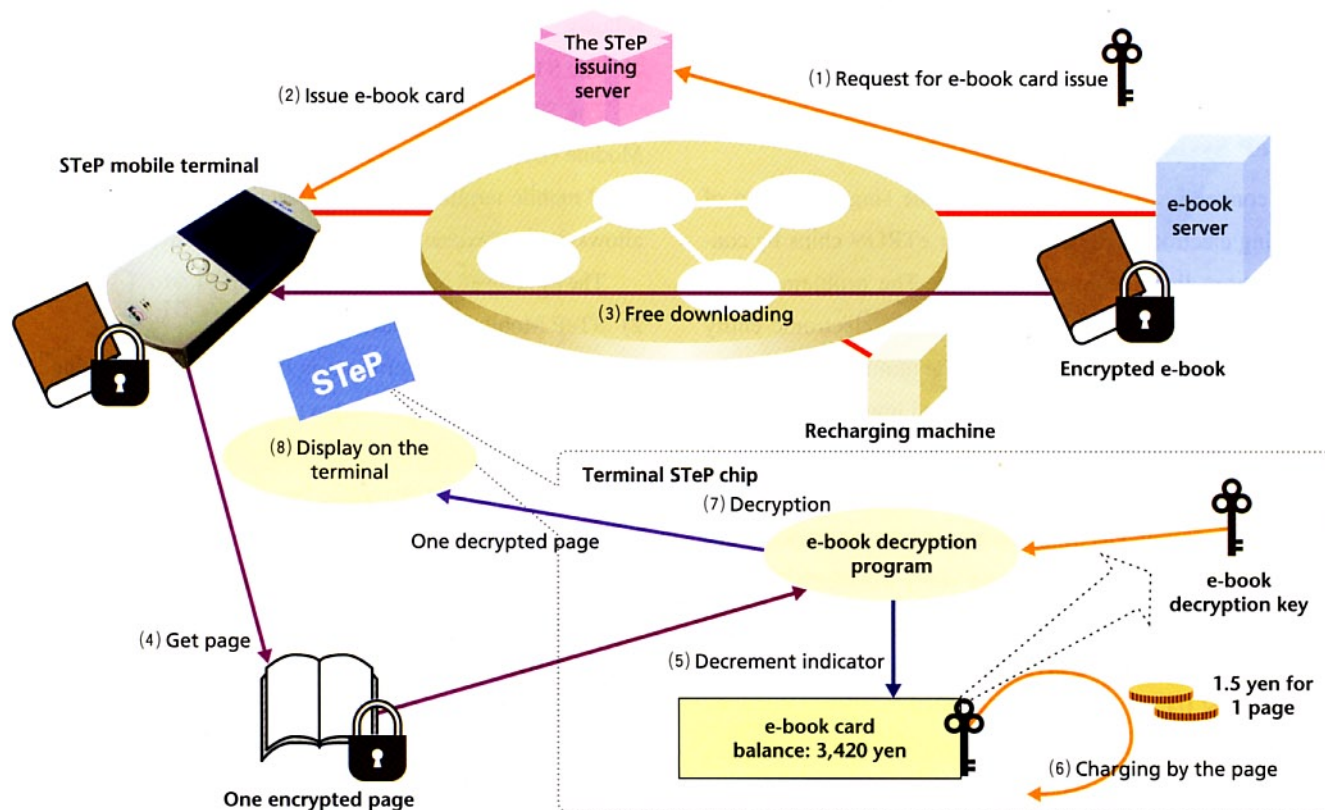 The STeP
issuing
server
(1) Request for e-book card issue
(2) Issue e-book card
STeP mobile terminal
e-book
server
(3) Free downloading
Encrypted e-book
STeP
Recharging machine
(8) Display on the
terminal
Terminal STeP chip
(7) Decryption
One decrypted page
e-book decryption
program
e-book
decryption key
(4) Get page
(5) Decrement indicator
1.5 yen for
1 page
e-book card
balance: 3,420 yen
(6) Charging by the page
One encrypted page